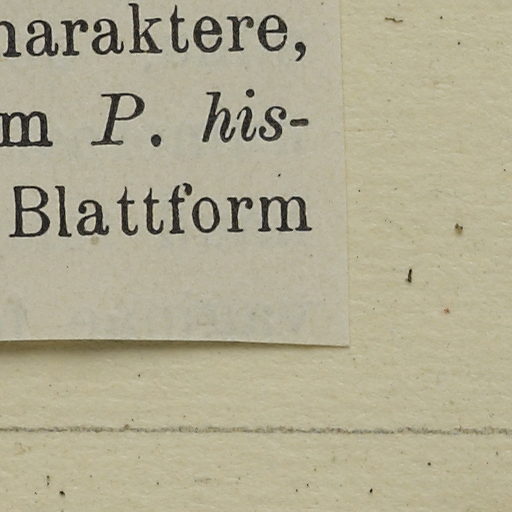 haraktere,
m P. his-
Blattform